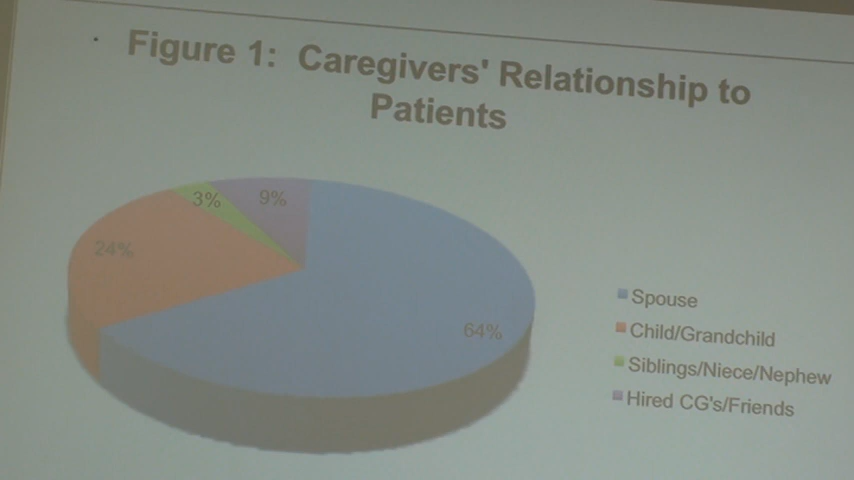 Figure 1: Caregivers' Relationship to
Patients
3%
9%
24%
64%
Spouse
Child/Grandchild
Siblings/Niece/Nephew
Hired CG's/Friends